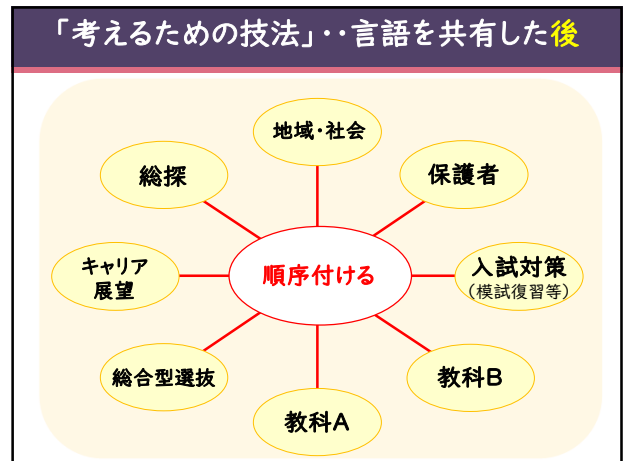 「考えるための技法」‥言語を共有した後
地域・社会
総探
保護者
キャリア
展望
順序付ける
入試対策
（模試復習等）
総合型選抜
教科B
教科A